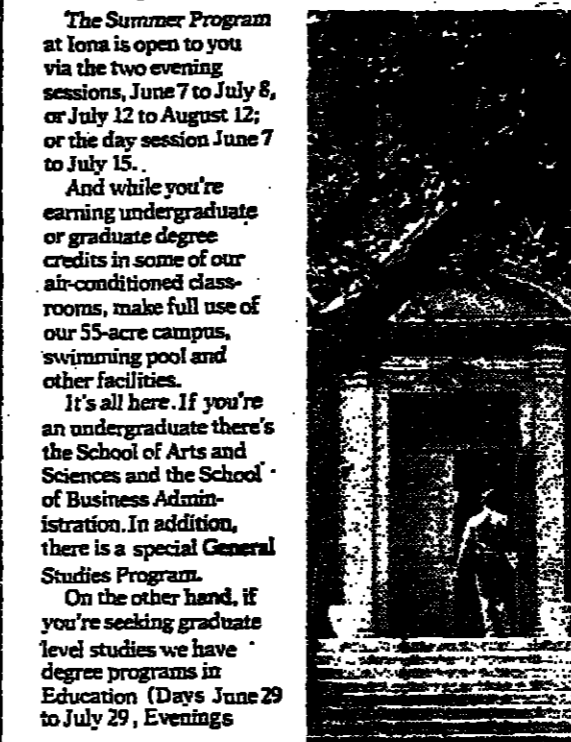 The Summer Program
at Iona is open to you
via the two evening
sessions, June 7 to July 8,
or July 12 to August 12;
or the day session June 7
to July 15..
And while you're
earning undergraduate
or graduate degree
credits in some of our
air-conditioned class-
rooms, make full use of
our 55-acre campus,
swimming pool and
other facilities.
It's all here. If you're
an undergraduate there's
the School of Arts and
Sciences and the School
of Business Admin-
istration. In addition,
there is a special General
Studies Program.
On the other hand, if
you're seeking graduate
level studies we have
degree programs in
Education (Days June 29
to July 29, Evenings